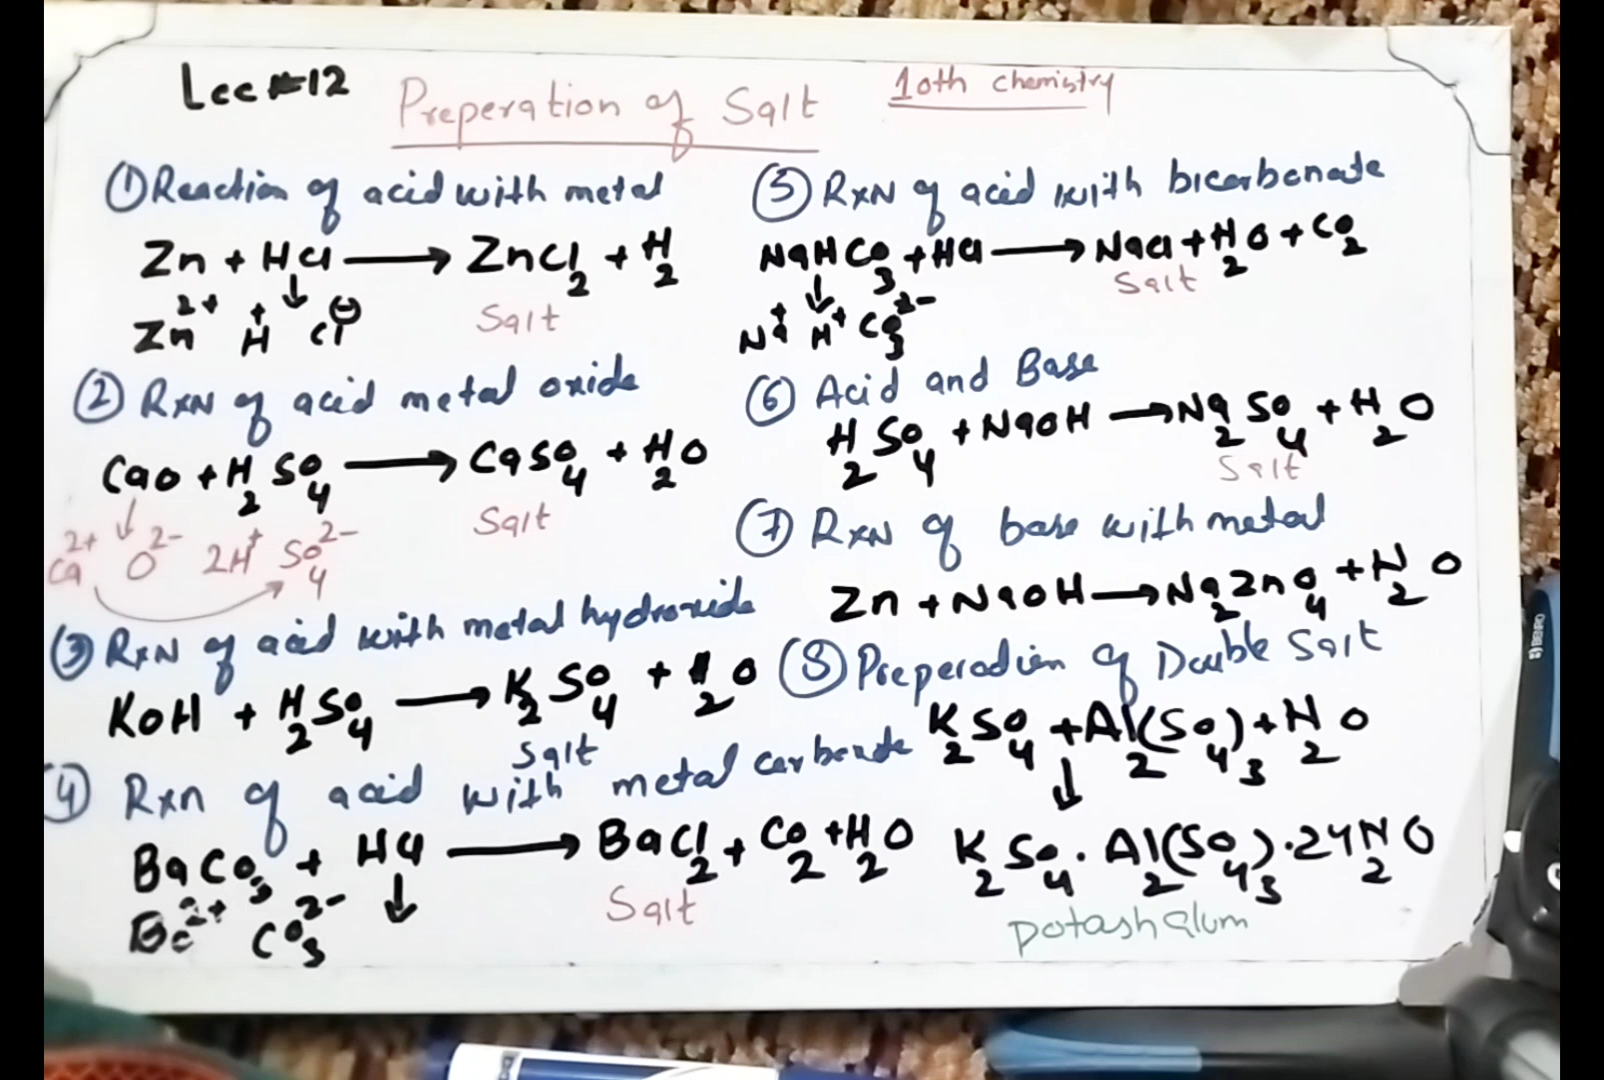 Lec # 12
Preperation of Salt
10th chemistry
① Reaction of acid with metal
Zn + HCl → ZnCl₂ + H₂
↓
Zn²⁺ H⁺ Cl⊖
Salt
② RxN of acid metal oxide
CaO + H₂SO₄ → CaSO₄ + H₂O
↓
Ca²⁺ O²⁻ 2H⁺ SO₄²⁻
Salt
③ RxN of acid with metal hydroxide
KOH + H₂SO₄ → K₂SO₄ + H₂O
Salt
④ Rxn of acid with metal carbonate
BaCO₃ + HCl → BaCl₂ + CO₂ + H₂O
↓
Ba²⁺ CO₃²⁻
Salt
⑤ RxN of acid with bicarbonate
NaHCO₃ + HCl → NaCl + H₂O + CO₂
↓
Salt
Na⁺ H⁺ CO₃²⁻
⑥ Acid and Base
H₂SO₄ + NaOH → Na₂SO₄ + H₂O
Salt
⑦ RxN of base with metal
Zn + NaOH → Na₂ZnO₄ + H₂O
⑧ Preperation of Double Salt
K₂SO₄ + Al₂(SO₄)₃ + H₂O
↓
K₂SO₄·Al₂(SO₄)₃·24H₂O
potash alum